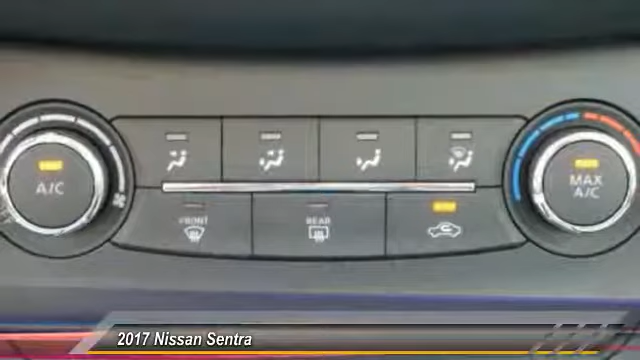 A/C
MAX
A/C
FRONT
REAR
2017 Nissan Sentra